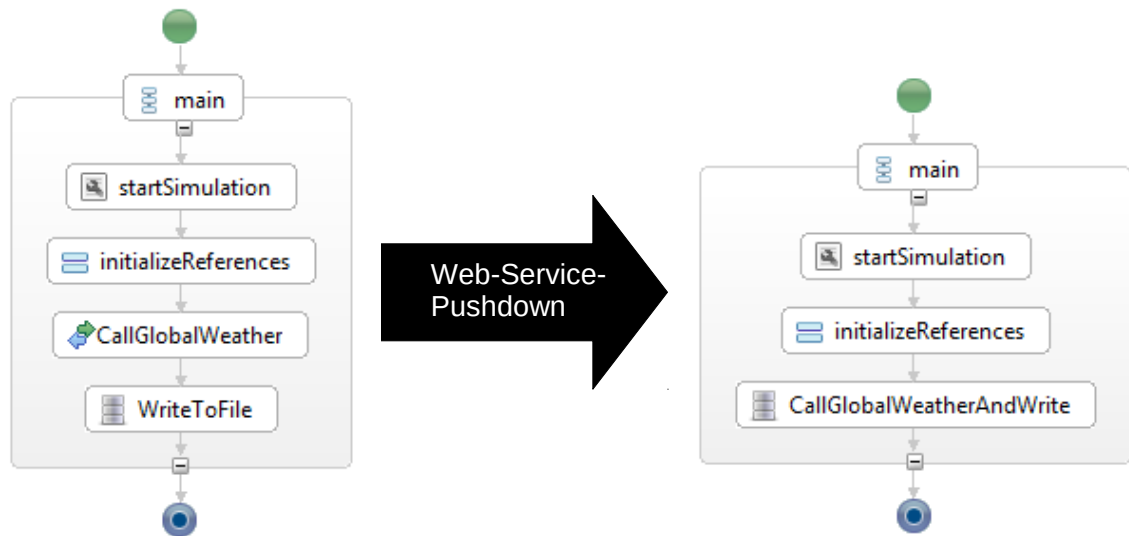 main
startSimulation
initializeReferences
CallGlobalWeather
WriteToFile
Web-Service-
Pushdown
main
startSimulation
initializeReferences
CallGlobalWeatherAndWrite